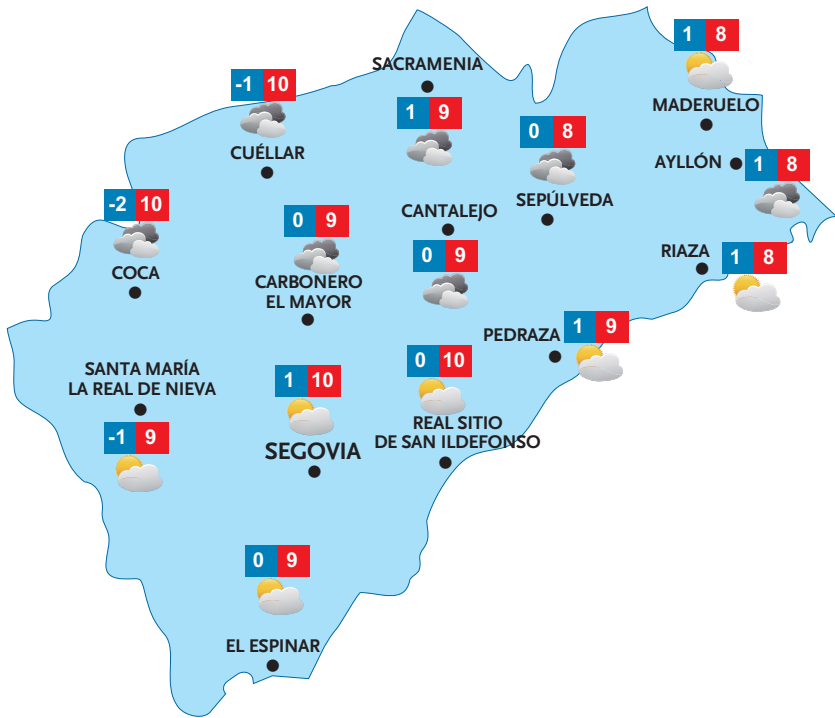 1 8
MADERUELO
SACRAMENIA
1 9
-1 10
CUÉLLAR
0 8
SEPÚLVEDA
AYLLÓN
1 8
-2 10
COCA
0 9
CARBONERO
EL MAYOR
CANTALEJO
0 9
RIAZA
1 8
PEDRAZA
1 9
SANTA MARÍA
LA REAL DE NIEVA
-1 9
1 10
SEGOVIA
0 10
REAL SITIO
DE SAN ILDEFONSO
0 9
EL ESPINAR